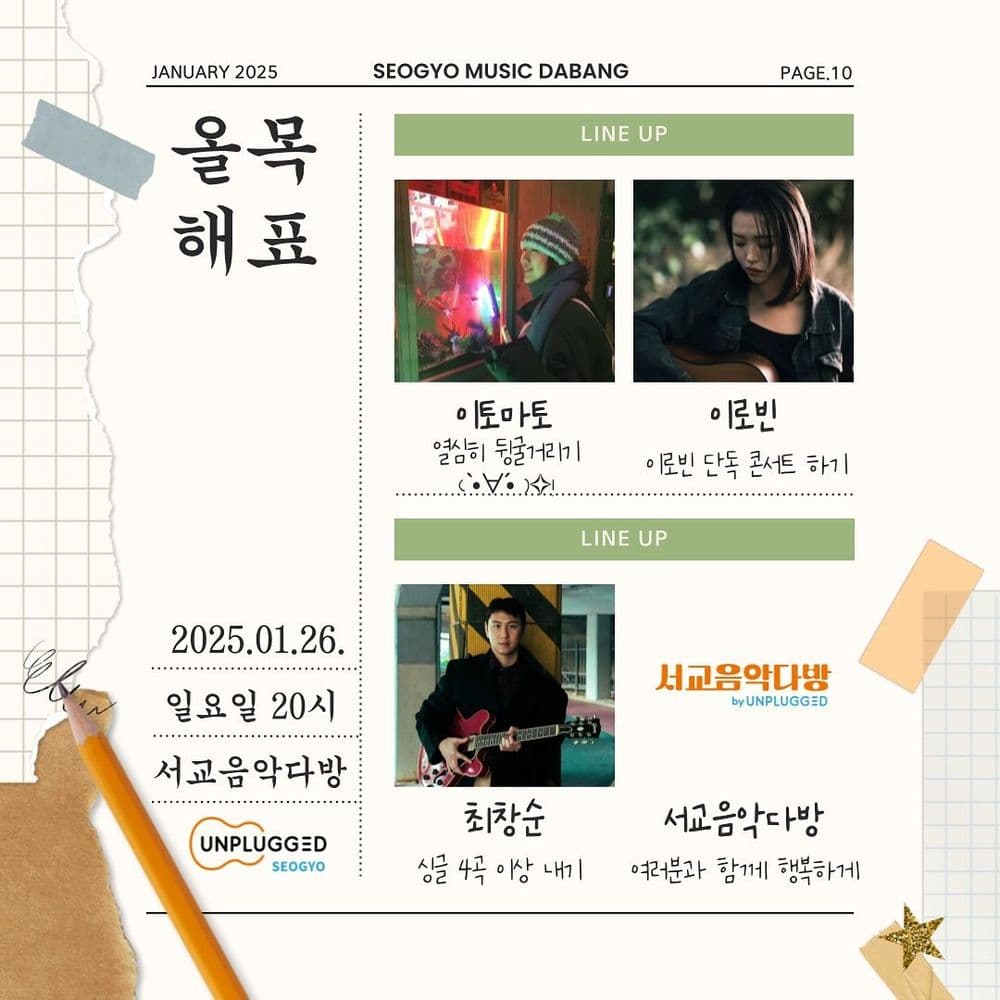 JANUARY 2025
SEOGYO MUSIC DABANG
PAGE.10
올 목
해 표
2025.01.26.
일요일 20시
서교음악다방
UNPLUGGED
SEOGYO
LINE UP
이토마토
열심히 뒹굴거리기
이로빈
이로빈 단독 콘서트 하기
LINE UP
최창순
싱글 4곡 이상 내기
서교음악다방
by UNPLUGGED
서교음악다방
여러분과 함께 행복하게